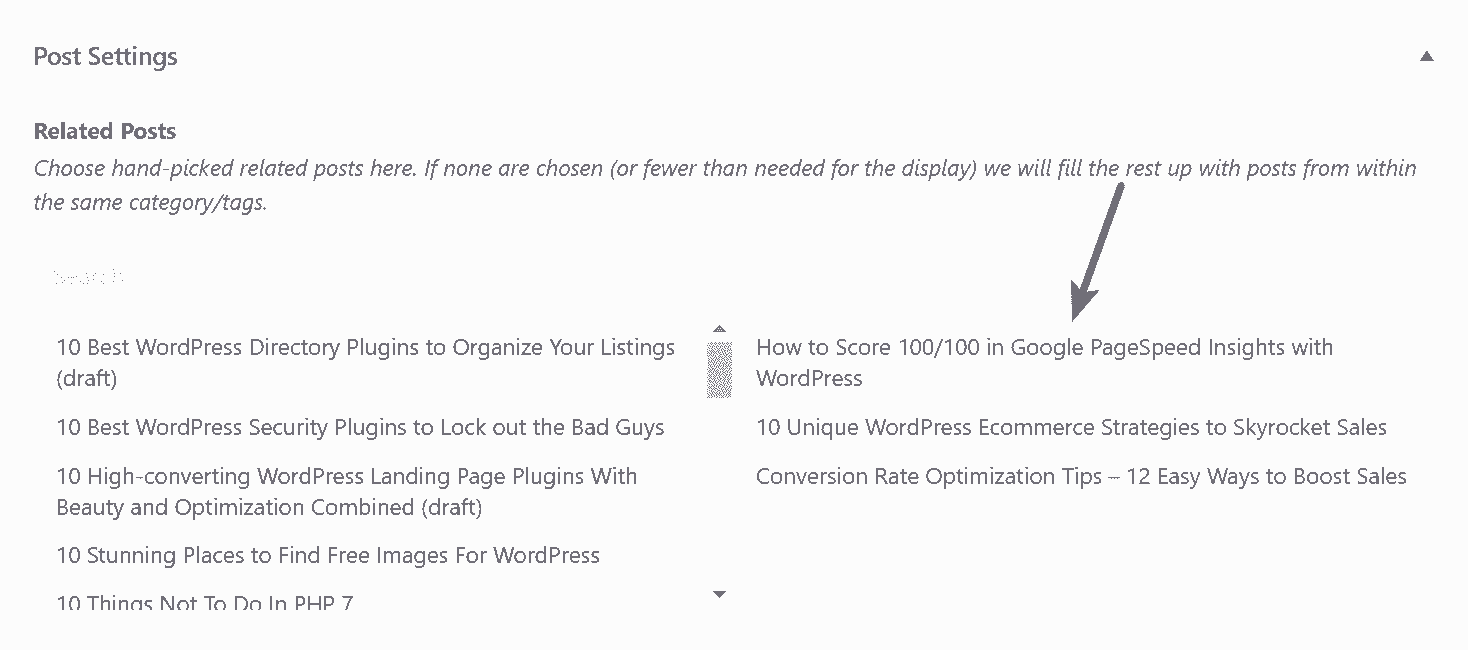 Post Settings
Related Posts
Choose hand-picked related posts here. If none are chosen (or fewer than needed for the display) we will fill the rest up with posts from within
the same category/tags.
Search
10 Best WordPress Directory Plugins to Organize Your Listings
(draft)
10 Best WordPress Security Plugins to Lock out the Bad Guys
10 High-converting WordPress Landing Page Plugins With
Beauty and Optimization Combined (draft)
10 Stunning Places to Find Free Images For WordPress
10 Things Not To Do In PHP 7
How to Score 100/100 in Google PageSpeed Insights with
WordPress
10 Unique WordPress Ecommerce Strategies to Skyrocket Sales
Conversion Rate Optimization Tips – 12 Easy Ways to Boost Sales